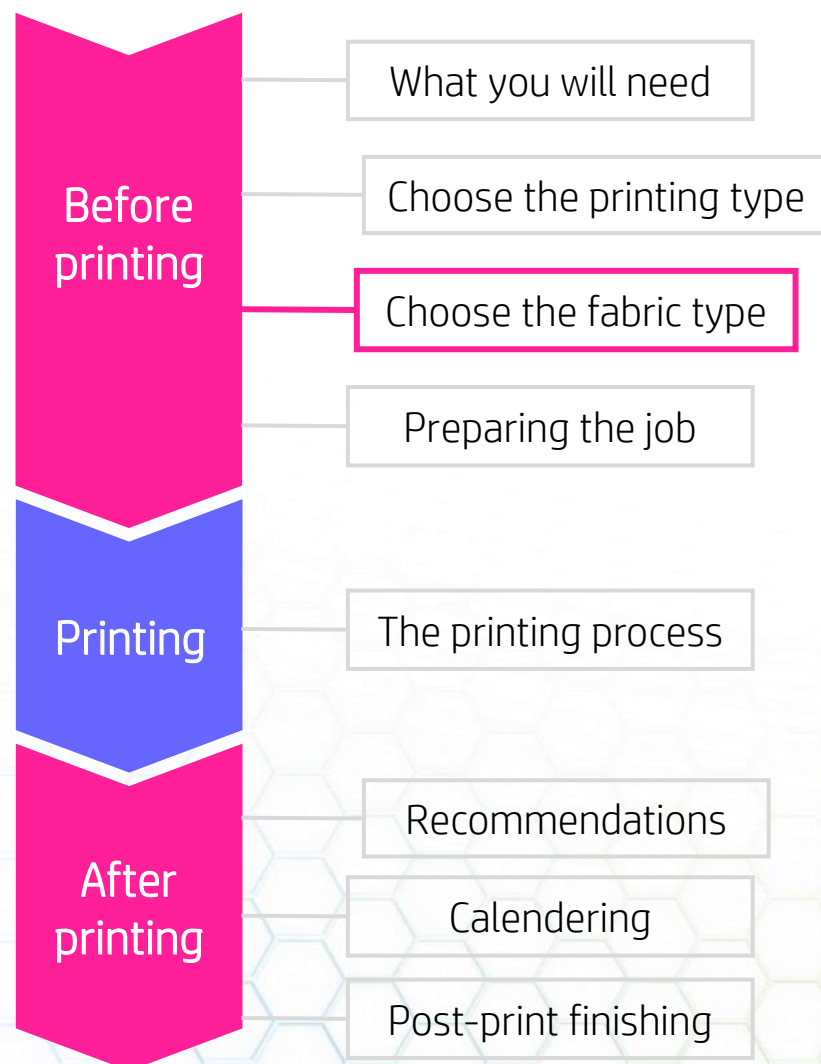 Before
printing
What you will need
Choose the printing type
Choose the fabric type
Preparing the job
Printing
The printing process
After
printing
Recommendations
Calendering
Post-print finishing